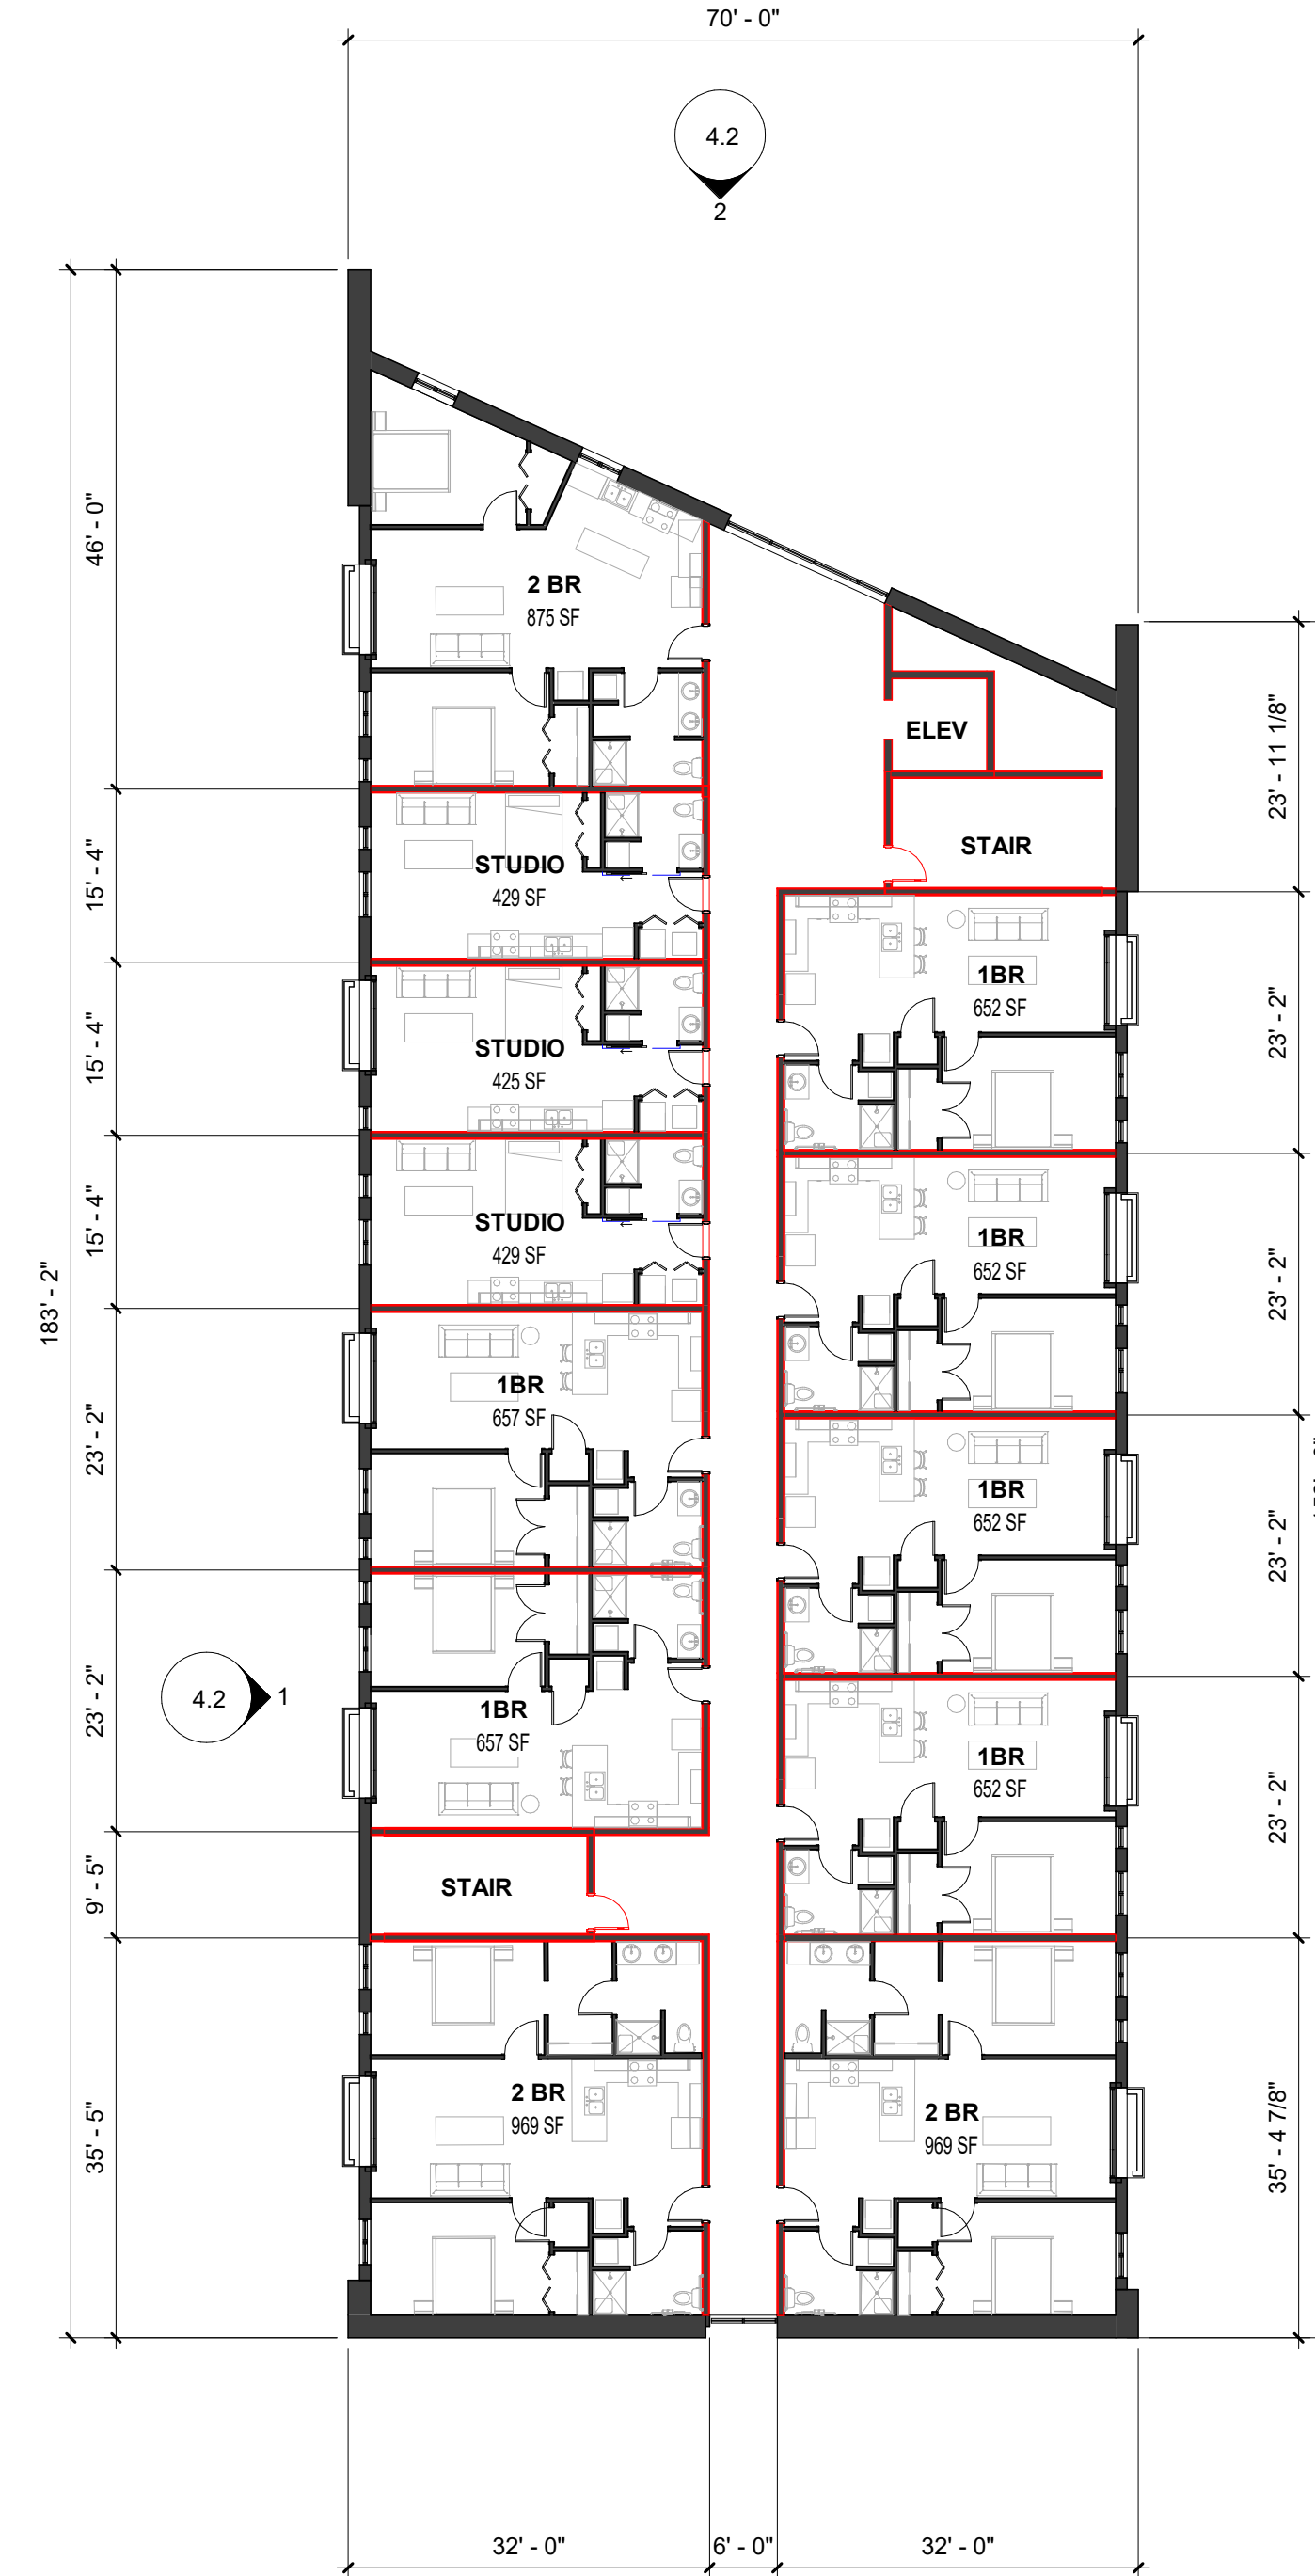 70' - 0"
4.2
2
46' - 0"
2 BR
875 SF
ELEV
23' - 11 1/8"
STAIR
15' - 4"
STUDIO
429 SF
15' - 4"
STUDIO
425 SF
1BR
652 SF
23' - 2"
15' - 4"
STUDIO
429 SF
1BR
652 SF
23' - 2"
183' - 2"
23' - 2"
1BR
657 SF
1BR
652 SF
23' - 2"
4.2
1
23' - 2"
1BR
657 SF
1BR
652 SF
23' - 2"
9' - 5"
STAIR
35' - 5"
2 BR
969 SF
2 BR
969 SF
35' - 4 7/8"
32' - 0"
6' - 0"
32' - 0"